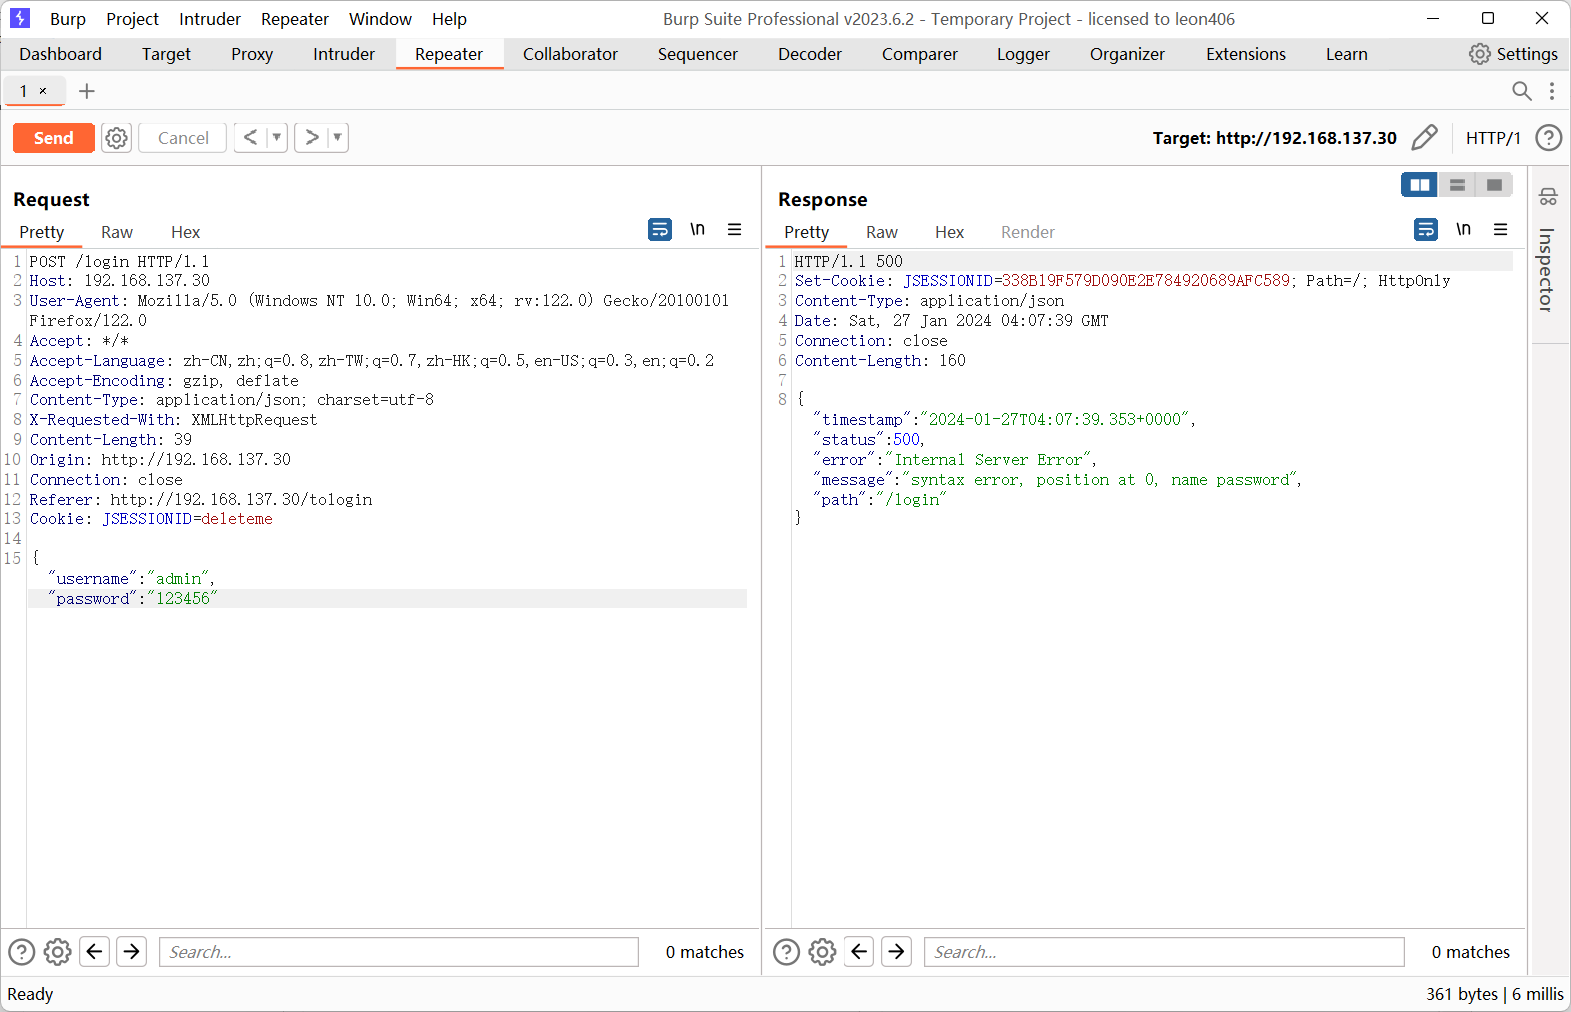 Burp Project Intruder Repeater Window Help Burp Suite Professional v2023.6.2 - Temporary Project - licensed to leon406
Dashboard Target Proxy Intruder Repeater Collaborator Sequencer Decoder Comparer Logger Organizer Extensions Learn Settings
1 ×
Send Cancel Target: http://192.168.137.30 HTTP/1
Request
Pretty Raw Hex \n
1 POST /login HTTP/1.1
2 Host: 192.168.137.30
3 User-Agent: Mozilla/5.0 (Windows NT 10.0; Win64; x64; rv:122.0) Gecko/20100101
Firefox/122.0
4 Accept: */*
5 Accept-Language: zh-CN,zh;q=0.8,zh-TW;q=0.7,zh-HK;q=0.5,en-US;q=0.3,en;q=0.2
6 Accept-Encoding: gzip, deflate
7 Content-Type: application/json; charset=utf-8
8 X-Requested-With: XMLHttpRequest
9 Content-Length: 39
10 Origin: http://192.168.137.30
11 Connection: close
12 Referer: http://192.168.137.30/tologin
13 Cookie: JSESSIONID=deleteme
14
15 {
"username":"admin",
"password":"123456"
Search... 0 matches
Response
Pretty Raw Hex Render \n
1 HTTP/1.1 500
2 Set-Cookie: JSESSIONID=338B19F579D090E2E784920689AFC589; Path=/; HttpOnly
3 Content-Type: application/json
4 Date: Sat, 27 Jan 2024 04:07:39 GMT
5 Connection: close
6 Content-Length: 160
7
8 {
"timestamp":"2024-01-27T04:07:39.353+0000",
"status":500,
"error":"Internal Server Error",
"message":"syntax error, position at 0, name password",
"path":"/login"
}
Search... 0 matches
Inspector
Ready 361 bytes | 6 millis